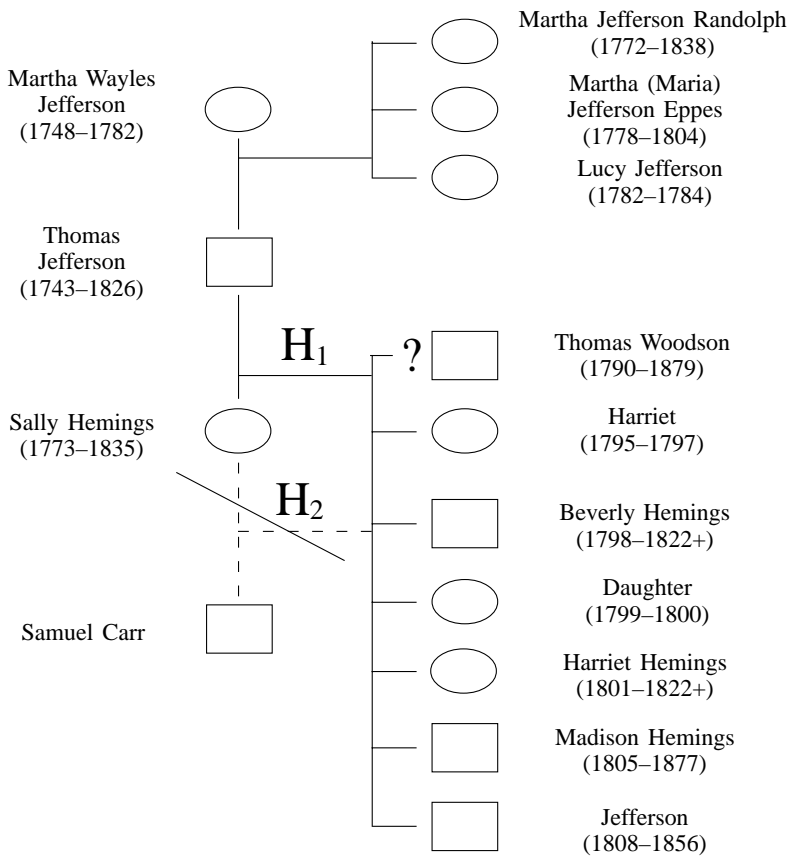 Martha Jefferson Randolph
(1772–1838)
Martha Wayles
Jefferson
(1748–1782)
Martha (Maria)
Jefferson Eppes
(1778–1804)
Lucy Jefferson
(1782–1784)
Thomas
Jefferson
(1743–1826)
H1
?
Thomas Woodson
(1790–1879)
Sally Hemings
(1773–1835)
Harriet
(1795–1797)
H2
Beverly Hemings
(1798–1822+)
Daughter
(1799–1800)
Samuel Carr
Harriet Hemings
(1801–1822+)
Madison Hemings
(1805–1877)
Jefferson
(1808–1856)